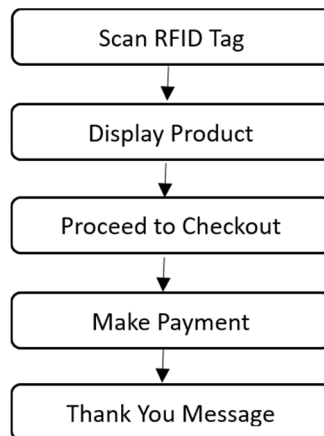 Scan RFID Tag
Display Product
Proceed to Checkout
Make Payment
Thank You Message